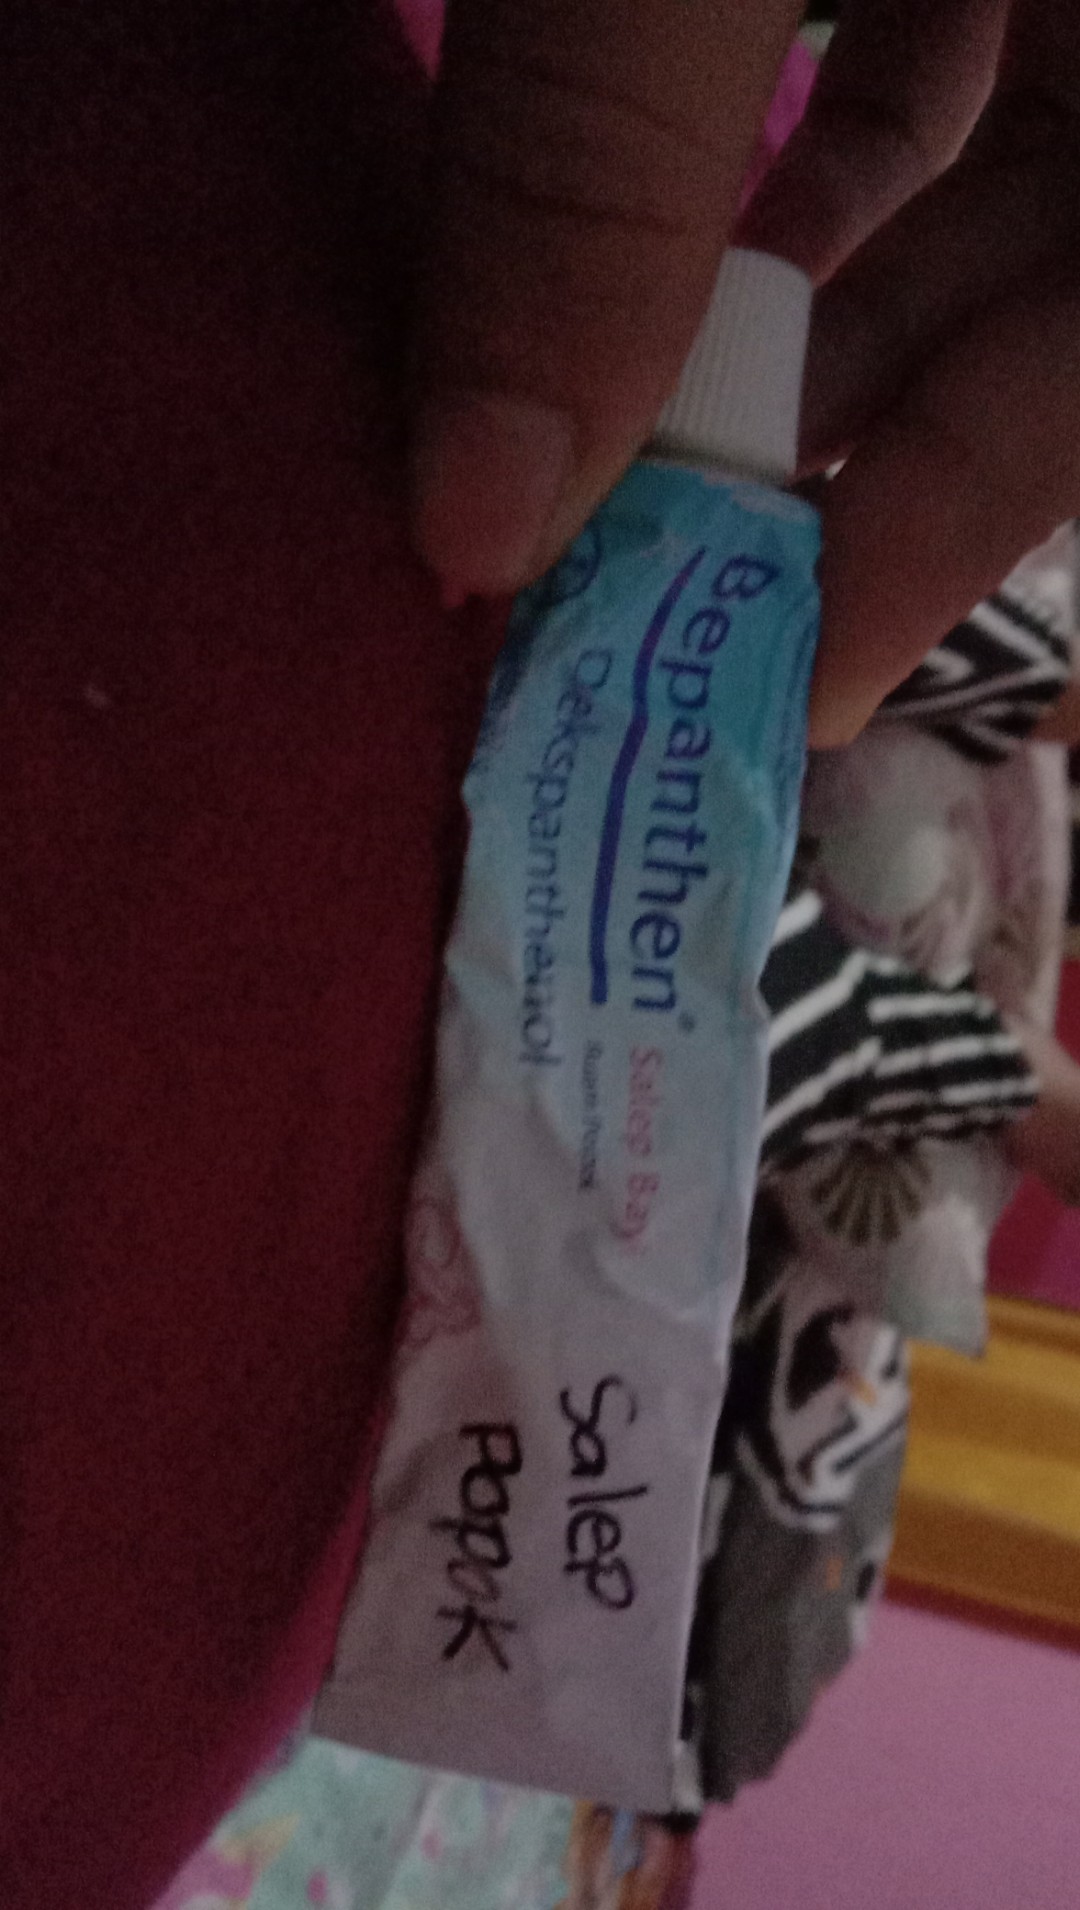 Bepanthen® Salep Bayi
Dekspanthenol
Salep
Popok